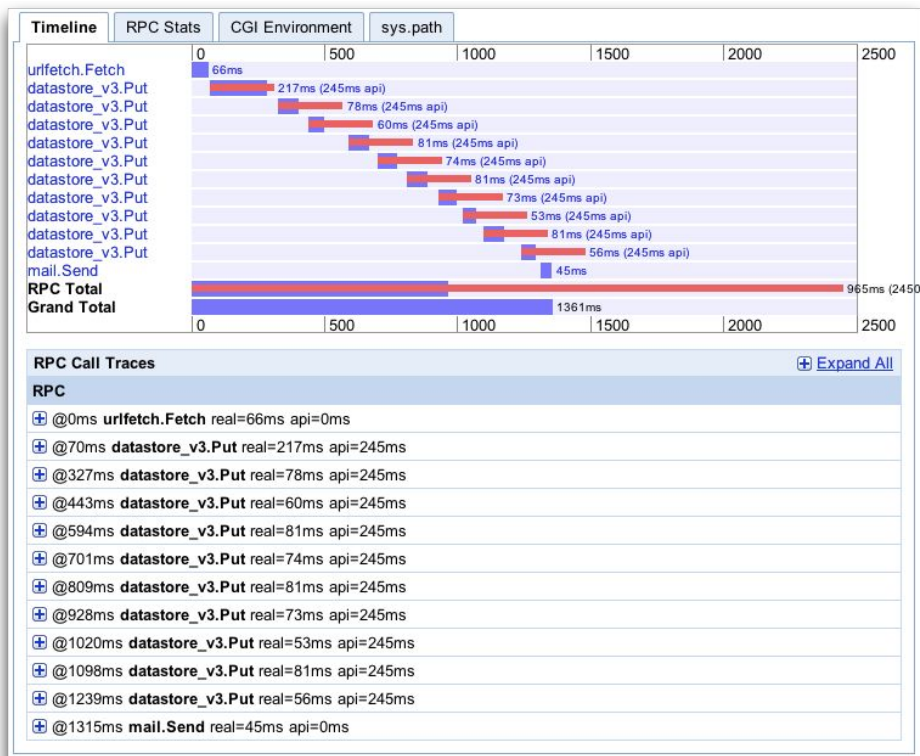 Timeline RPC Stats CGI Environment sys.path
0 500 1000 1500 2000 2500
urlfetch.Fetch 66ms
datastore_v3.Put 217ms (245ms api)
datastore_v3.Put 78ms (245ms api)
datastore_v3.Put 60ms (245ms api)
datastore_v3.Put 81ms (245ms api)
datastore_v3.Put 74ms (245ms api)
datastore_v3.Put 81ms (245ms api)
datastore_v3.Put 73ms (245ms api)
datastore_v3.Put 53ms (245ms api)
datastore_v3.Put 81ms (245ms api)
datastore_v3.Put 56ms (245ms api)
mail.Send 45ms
RPC Total 965ms (2450
Grand Total 1361ms
0 500 1000 1500 2000 2500
RPC Call Traces Expand All
RPC
@0ms urlfetch.Fetch real=66ms api=0ms
@70ms datastore_v3.Put real=217ms api=245ms
@327ms datastore_v3.Put real=78ms api=245ms
@443ms datastore_v3.Put real=60ms api=245ms
@594ms datastore_v3.Put real=81ms api=245ms
@701ms datastore_v3.Put real=74ms api=245ms
@809ms datastore_v3.Put real=81ms api=245ms
@928ms datastore_v3.Put real=73ms api=245ms
@1020ms datastore_v3.Put real=53ms api=245ms
@1098ms datastore_v3.Put real=81ms api=245ms
@1239ms datastore_v3.Put real=56ms api=245ms
@1315ms mail.Send real=45ms api=0ms